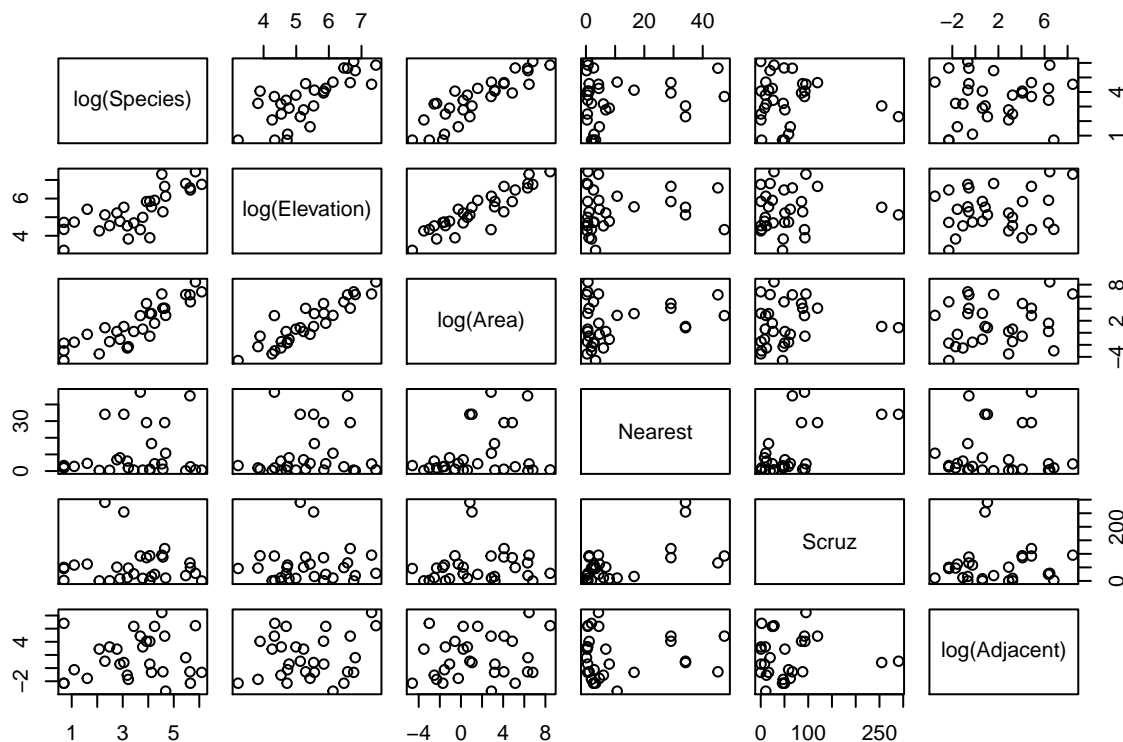 4 5 6 7 0 20 40 −2 2 6
log(Species) 1 4
4 6 log(Elevation)
log(Area) −4 2 8
0 30 Nearest
Scruz 0 200
−2 4 log(Adjacent)
1 3 5 −4 0 4 8 0 100 250